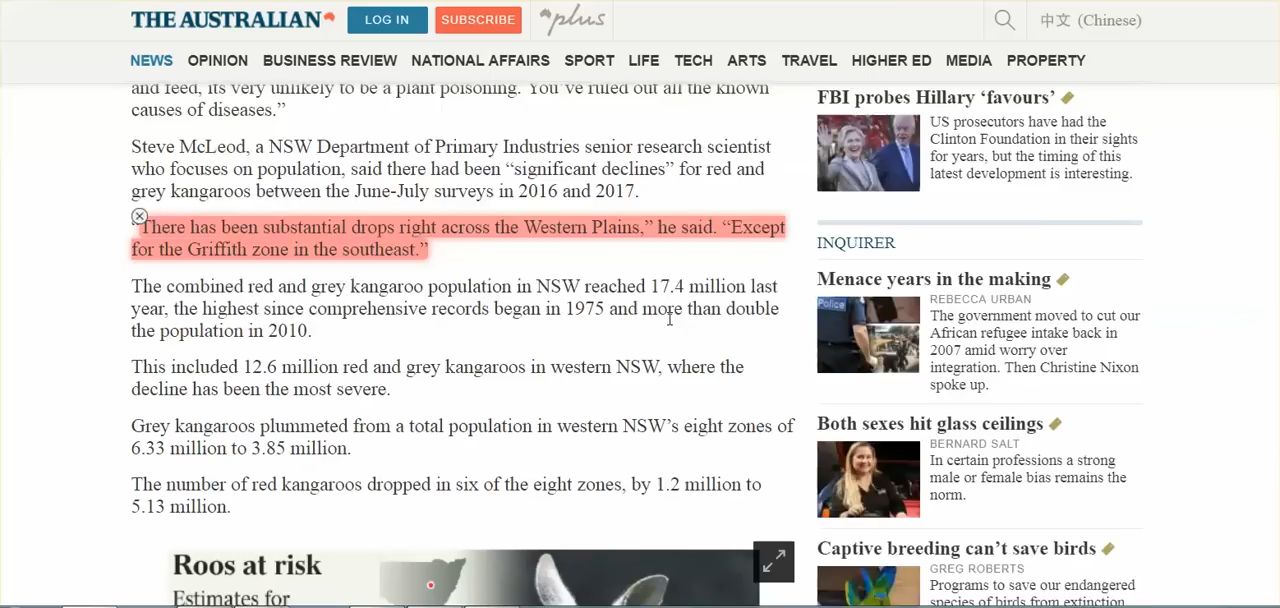 THE AUSTRALIAN LOG IN SUBSCRIBE plus 中文 (Chinese)
NEWS OPINION BUSINESS REVIEW NATIONAL AFFAIRS SPORT LIFE TECH ARTS TRAVEL HIGHER ED MEDIA PROPERTY
and feed, its very unlikely to be a plant poisoning. You've ruled out all the known
causes of diseases.”
Steve McLeod, a NSW Department of Primary Industries senior research scientist
who focuses on population, said there had been “significant declines” for red and
grey kangaroos between the June-July surveys in 2016 and 2017.
“There has been substantial drops right across the Western Plains,” he said. “Except
for the Griffith zone in the southeast.”
The combined red and grey kangaroo population in NSW reached 17.4 million last
year, the highest since comprehensive records began in 1975 and more than double
the population in 2010.
This included 12.6 million red and grey kangaroos in western NSW, where the
decline has been the most severe.
Grey kangaroos plummeted from a total population in western NSW’s eight zones of
6.33 million to 3.85 million.
The number of red kangaroos dropped in six of the eight zones, by 1.2 million to
5.13 million.
Roos at risk
Estimates for
FBI probes Hillary ‘favours’
US prosecutors have had the
Clinton Foundation in their sights
for years, but the timing of this
latest development is interesting.
INQUIRER
Menace years in the making
Police
REBECCA URBAN
The government moved to cut our
African refugee intake back in
2007 amid worry over
integration. Then Christine Nixon
spoke up.
Both sexes hit glass ceilings
BERNARD SALT
In certain professions a strong
male or female bias remains the
norm.
Captive breeding can’t save birds
GREG ROBERTS
Programs to save our endangered
species of birds from extinction